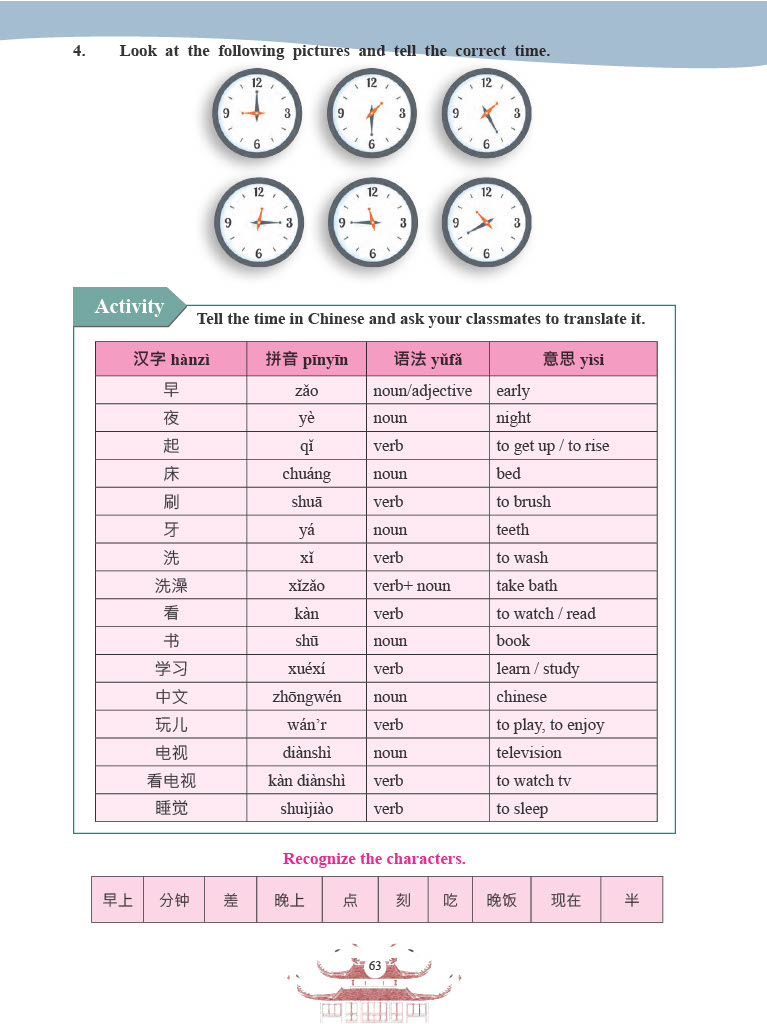 4. Look at the following pictures and tell the correct time.
12 12 12
9 3 9 3 9 3
6 6 6
12 12 12
9 3 9 3 9 3
6 6 6
Activity
Tell the time in Chinese and ask your classmates to translate it.
汉字 hànzì 拼音 pīnyīn 语法 yǔfǎ 意思 yìsi
早 zǎo noun/adjective early
夜 yè noun night
起 qǐ verb to get up / to rise
床 chuáng noun bed
刷 shuā verb to brush
牙 yá noun teeth
洗 xǐ verb to wash
洗澡 xǐzǎo verb+ noun take bath
看 kàn verb to watch / read
书 shū noun book
学习 xuéxí verb learn / study
中文 zhōngwén noun chinese
玩儿 wán’r verb to play, to enjoy
电视 diànshì noun television
看电视 kàn diànshì verb to watch tv
睡觉 shuìjiào verb to sleep
Recognize the characters.
早上 分钟 差 晚上 点 刻 吃 晚饭 现在 半
63